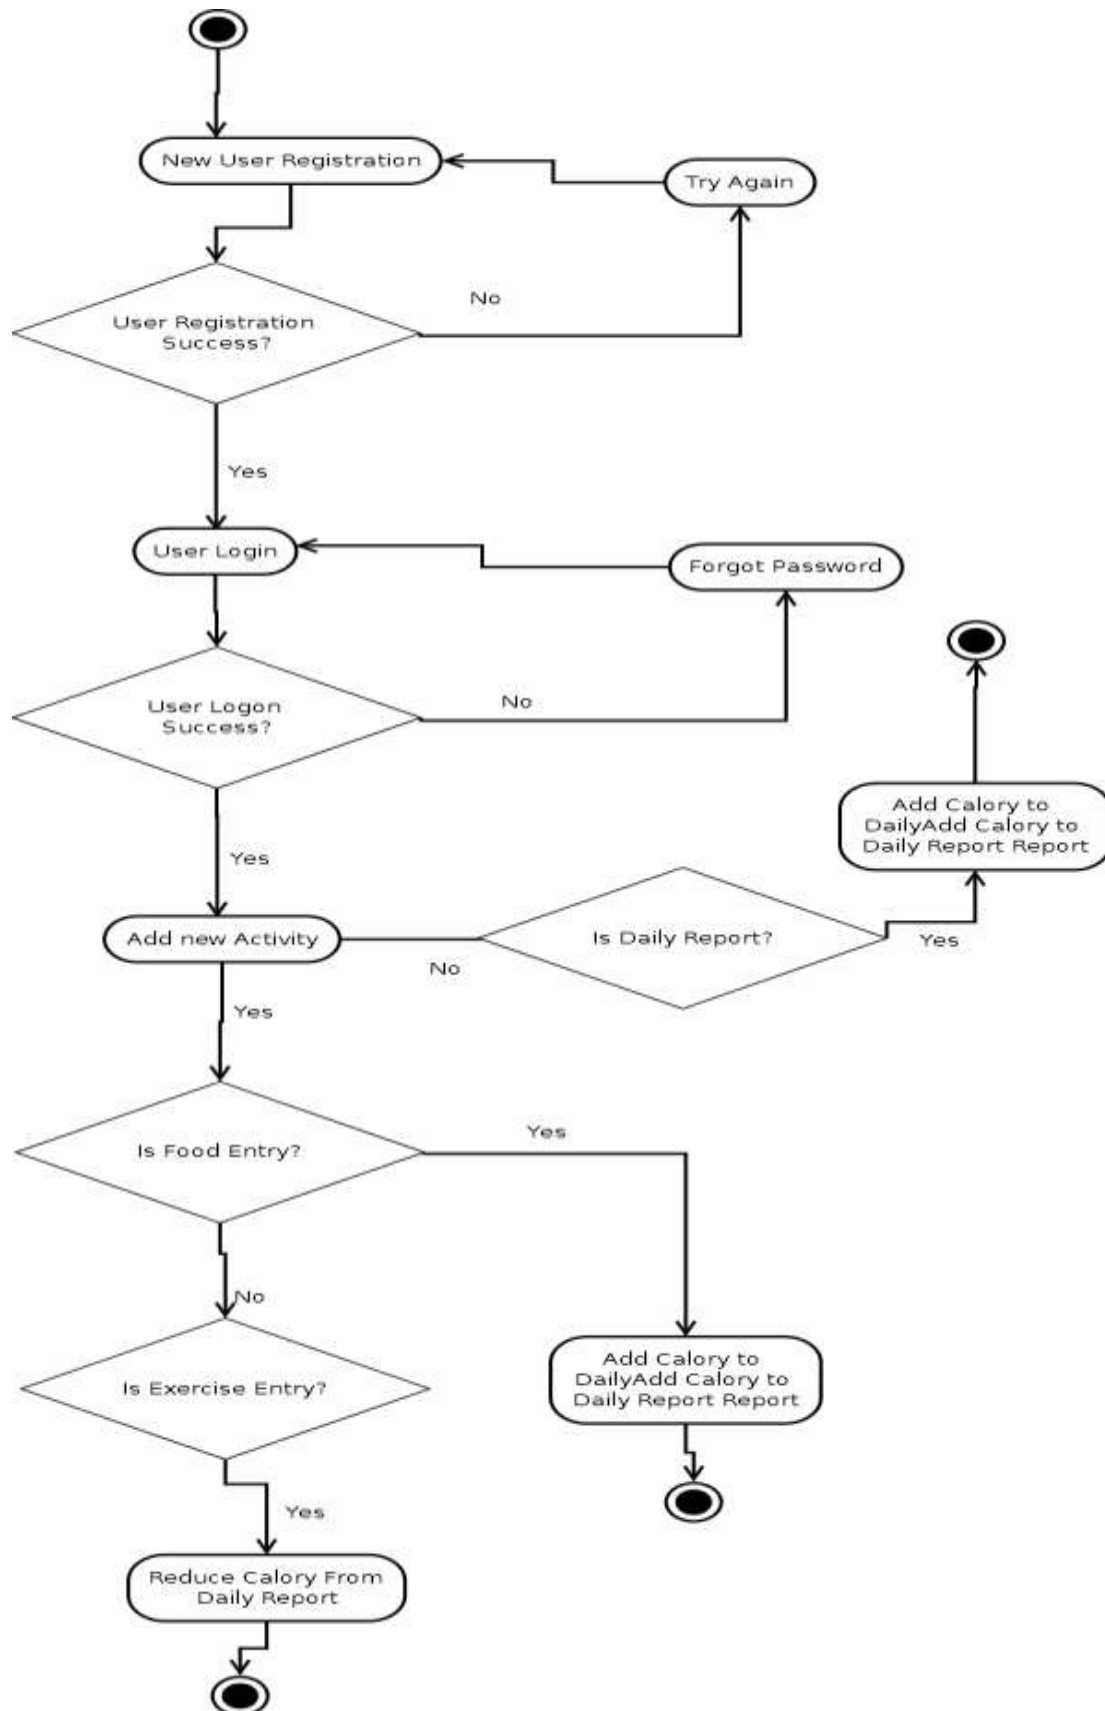 New User Registration
Try Again
No
User Registration
Success?
Yes
User Login
Forgot Password
User Logon
Success?
No
Add Calory to
DailyAdd Calory to
Daily Report Report
Yes
Add new Activity
No
Is Daily Report?
Yes
Yes
Is Food Entry?
Yes
No
Is Exercise Entry?
Add Calory to
DailyAdd Calory to
Daily Report Report
Yes
Reduce Calory From
Daily Report